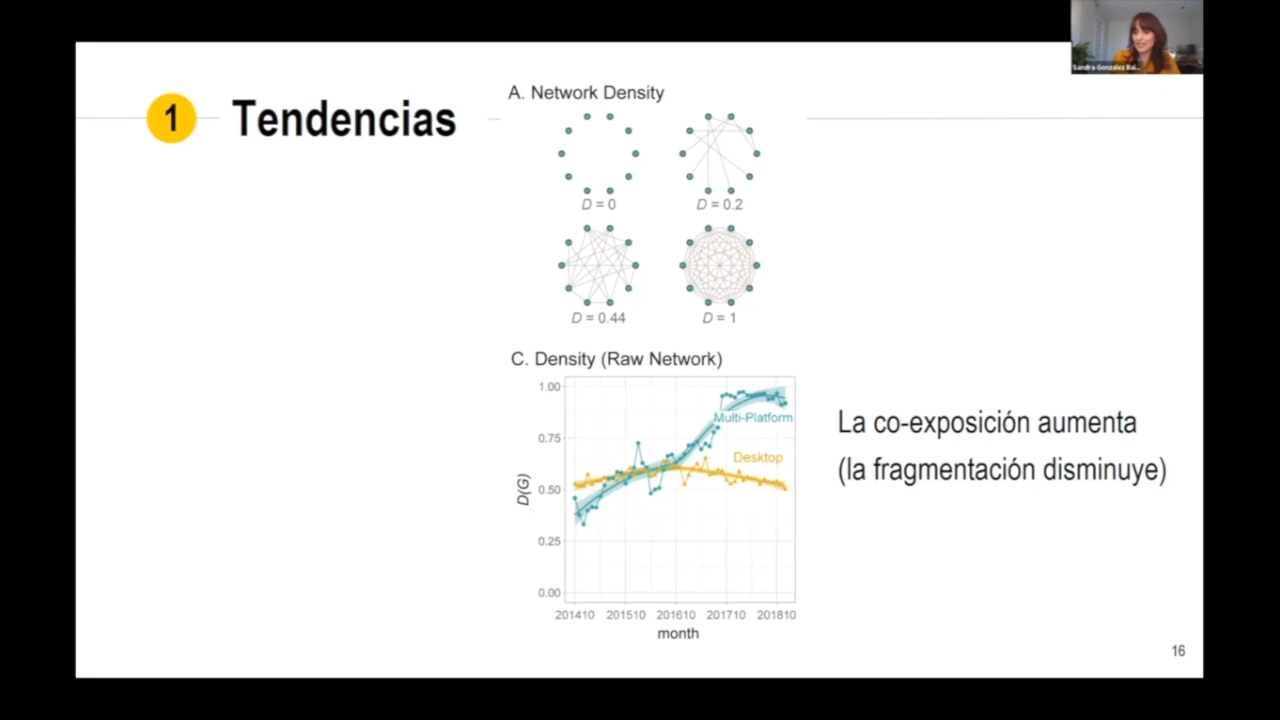 Sandra Gonzalez Bai...
1 Tendencias
A. Network Density
D = 0
D = 0.2
D = 0.44
D = 1
C. Density (Raw Network)
1.00
0.75
0.50
0.25
0.00
D(G)
Multi-Platform
Desktop
201410 201510 201610 201710 201810
month
La co-exposición aumenta
(la fragmentación disminuye)
16